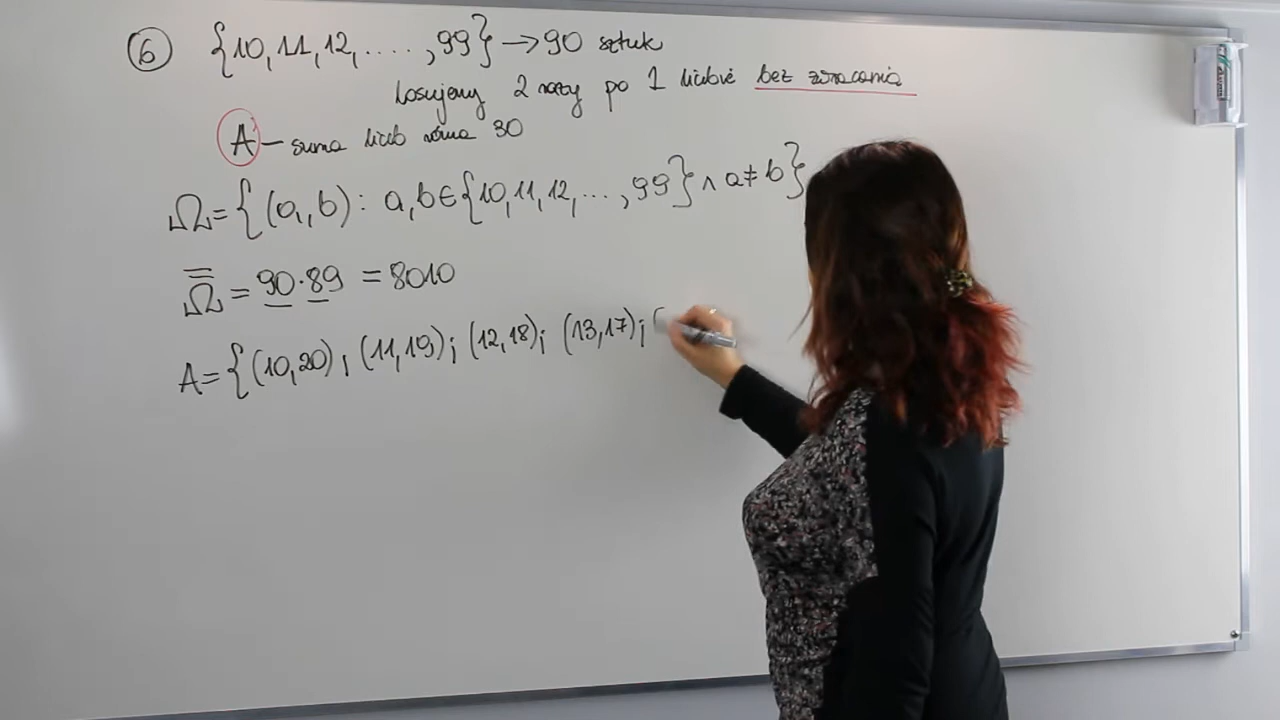 6 {10,11,12,....,99} → 90 sztuk
Losujemy 2 razy po 1 liczbie bez zwracania
A – suma liczb równa 30
Ω={(a,b): a,b∈{10,11,12,...,99} ∧ a≠b}
Ω̿ = 90·89 = 8010
A={(10,20); (11,19); (12,18); (13,17); (